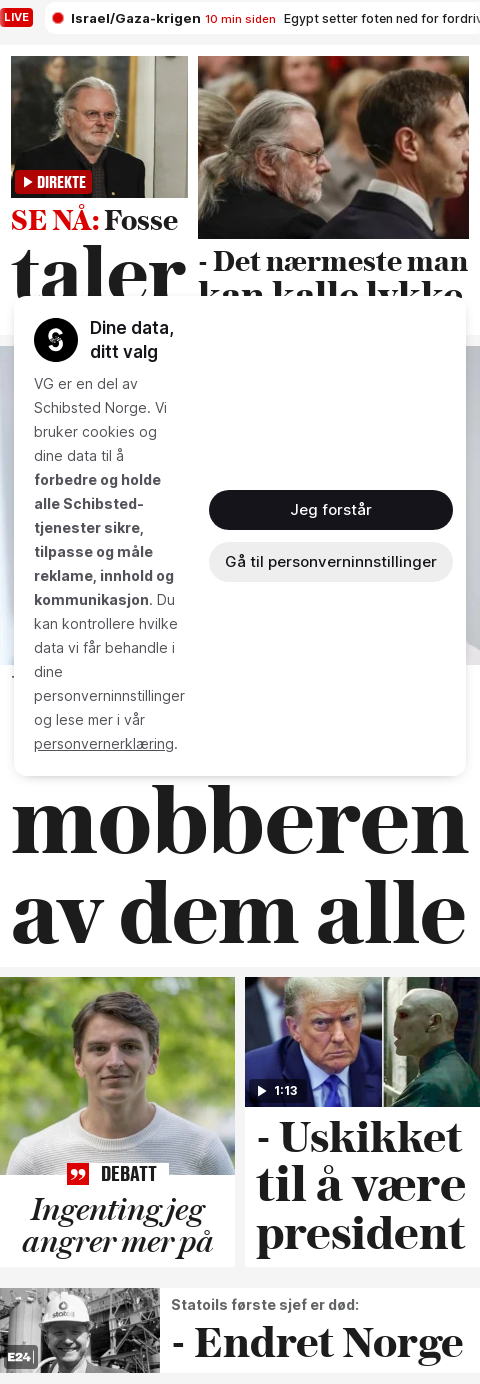 LIVE
Israel/Gaza-krigen 10 min siden Egypt setter foten ned for
DIREKTE
SE NÅ: Fosse
taler
- Det nærmeste man
kan kalle lykke
Dine data,
ditt valg
VG er en del av
Schibsted Norge. Vi
bruker cookies og
dine data til å
forbedre og holde
alle Schibsted-
tjenester sikre,
tilpasse og måle
reklame, innhold og
kommunikasjon. Du
kan kontrollere hvilke
data vi får behandle i
dine
personverninnstillinger
og lese mer i vår
personvernerklæring.
Jeg forstår
Gå til personverninnstillinger
mobberen
av dem alle
DEBATT
Ingenting jeg
angrer mer på
1:13
- Uskikket
til å være
president
E24
Statoils første sjef er død:
- Endret Norge